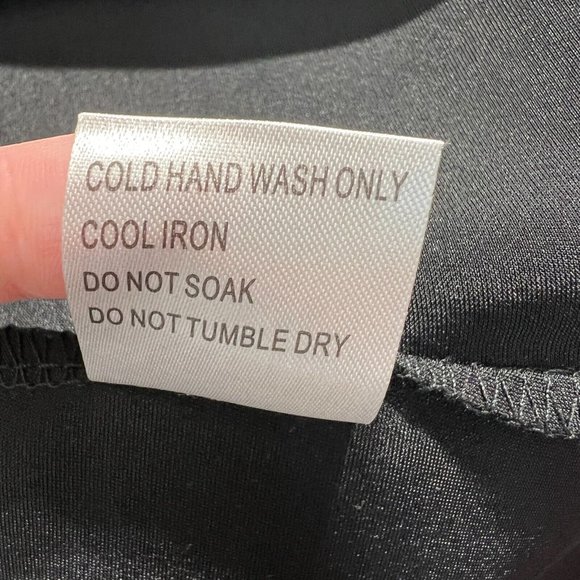 COLD HAND WASH ONLY
COOL IRON
DO NOT SOAK
DO NOT TUMBLE DRY